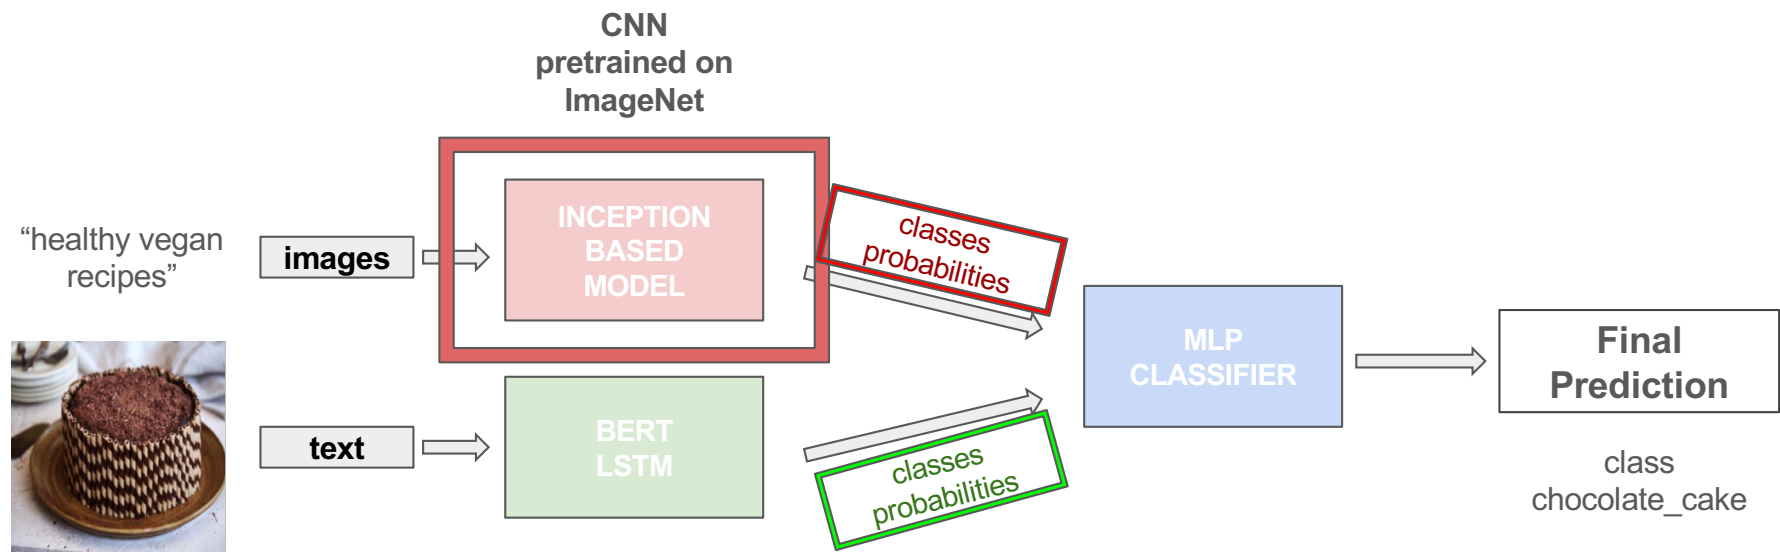 CNN
pretrained on
ImageNet
“healthy vegan
recipes”
images
INCEPTION
BASED
MODEL
classes
probabilities
text
BERT
LSTM
classes
probabilities
MLP
CLASSIFIER
Final
Prediction
class
chocolate_cake